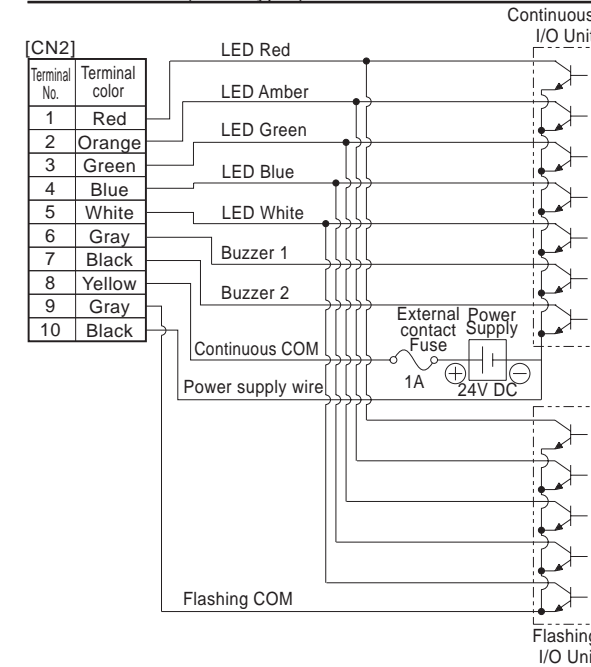 Continuous
I/O Unit
[CN2]
Terminal No. Terminal color
1 Red
2 Orange
3 Green
4 Blue
5 White
6 Gray
7 Black
8 Yellow
9 Gray
10 Black
LED Red
LED Amber
LED Green
LED Blue
LED White
Buzzer 1
Buzzer 2
External contact Fuse
Power Supply
1A
24V DC
Continuous COM
Power supply wire
Flashing COM
Flashing
I/O Uni